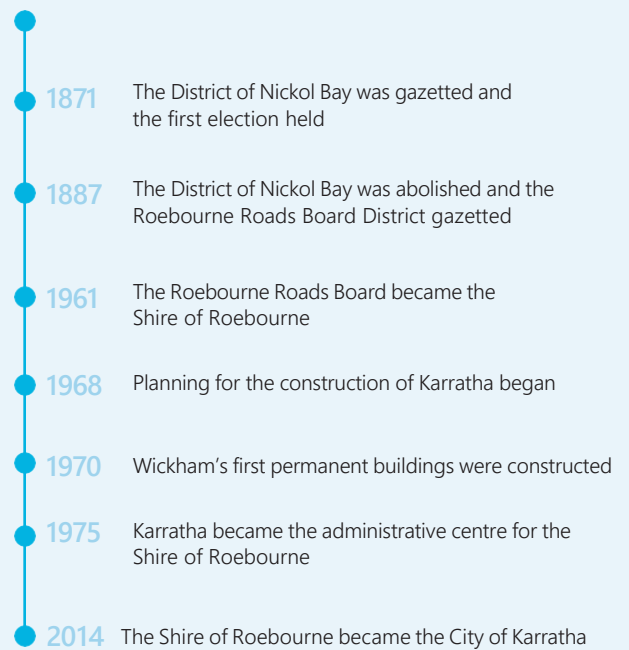 1871 The District of Nickol Bay was gazetted and
the first election held
1887 The District of Nickol Bay was abolished and the
Roebourne Roads Board District gazetted
1961 The Roebourne Roads Board became the
Shire of Roebourne
1968 Planning for the construction of Karratha began
1970 Wickham’s first permanent buildings were constructed
1975 Karratha became the administrative centre for the
Shire of Roebourne
2014 The Shire of Roebourne became the City of Karratha